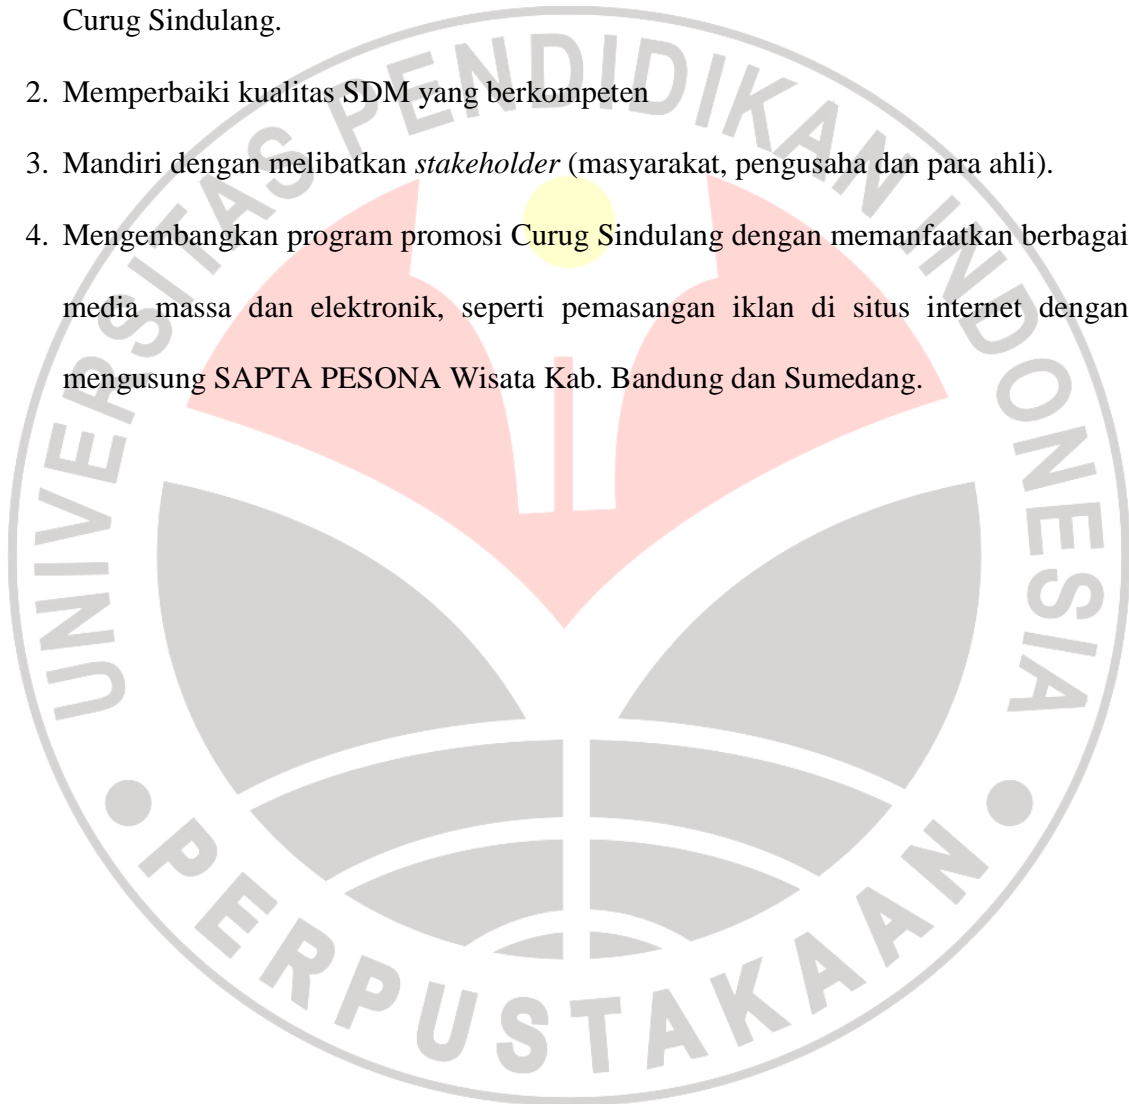 Curug Sindulang.
2. Memperbaiki kualitas SDM yang berkompeten
3. Mandiri dengan melibatkan stakeholder (masyarakat, pengusaha dan para ahli).
4. Mengembangkan program promosi Curug Sindulang dengan memanfaatkan berbagai
media massa dan elektronik, seperti pemasangan iklan di situs internet dengan
mengusung SAPTA PESONA Wisata Kab. Bandung dan Sumedang.
UNIVERSITAS PENDIDIKAN INDONESIA
PERPUSTAKAAN